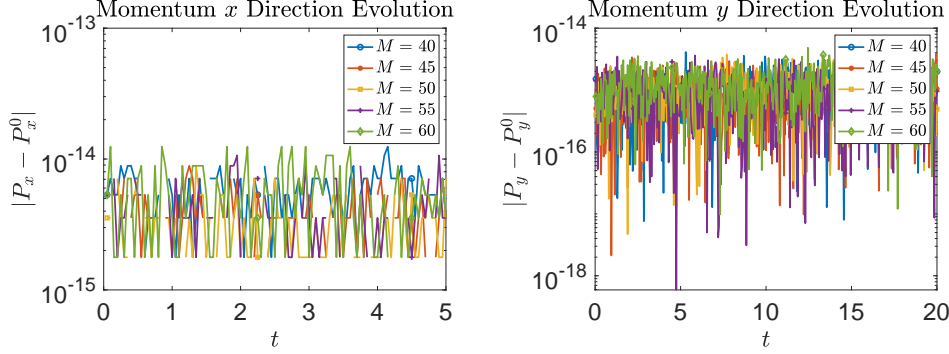 Momentum x Direction Evolution
10^-13
10^-14
10^-15
|P_x − P_x^0|
0 1 2 3 4 5
t
M = 40
M = 45
M = 50
M = 55
M = 60
Momentum y Direction Evolution
10^-14
10^-16
10^-18
|P_y − P_y^0|
0 5 10 15 20
t
M = 40
M = 45
M = 50
M = 55
M = 60